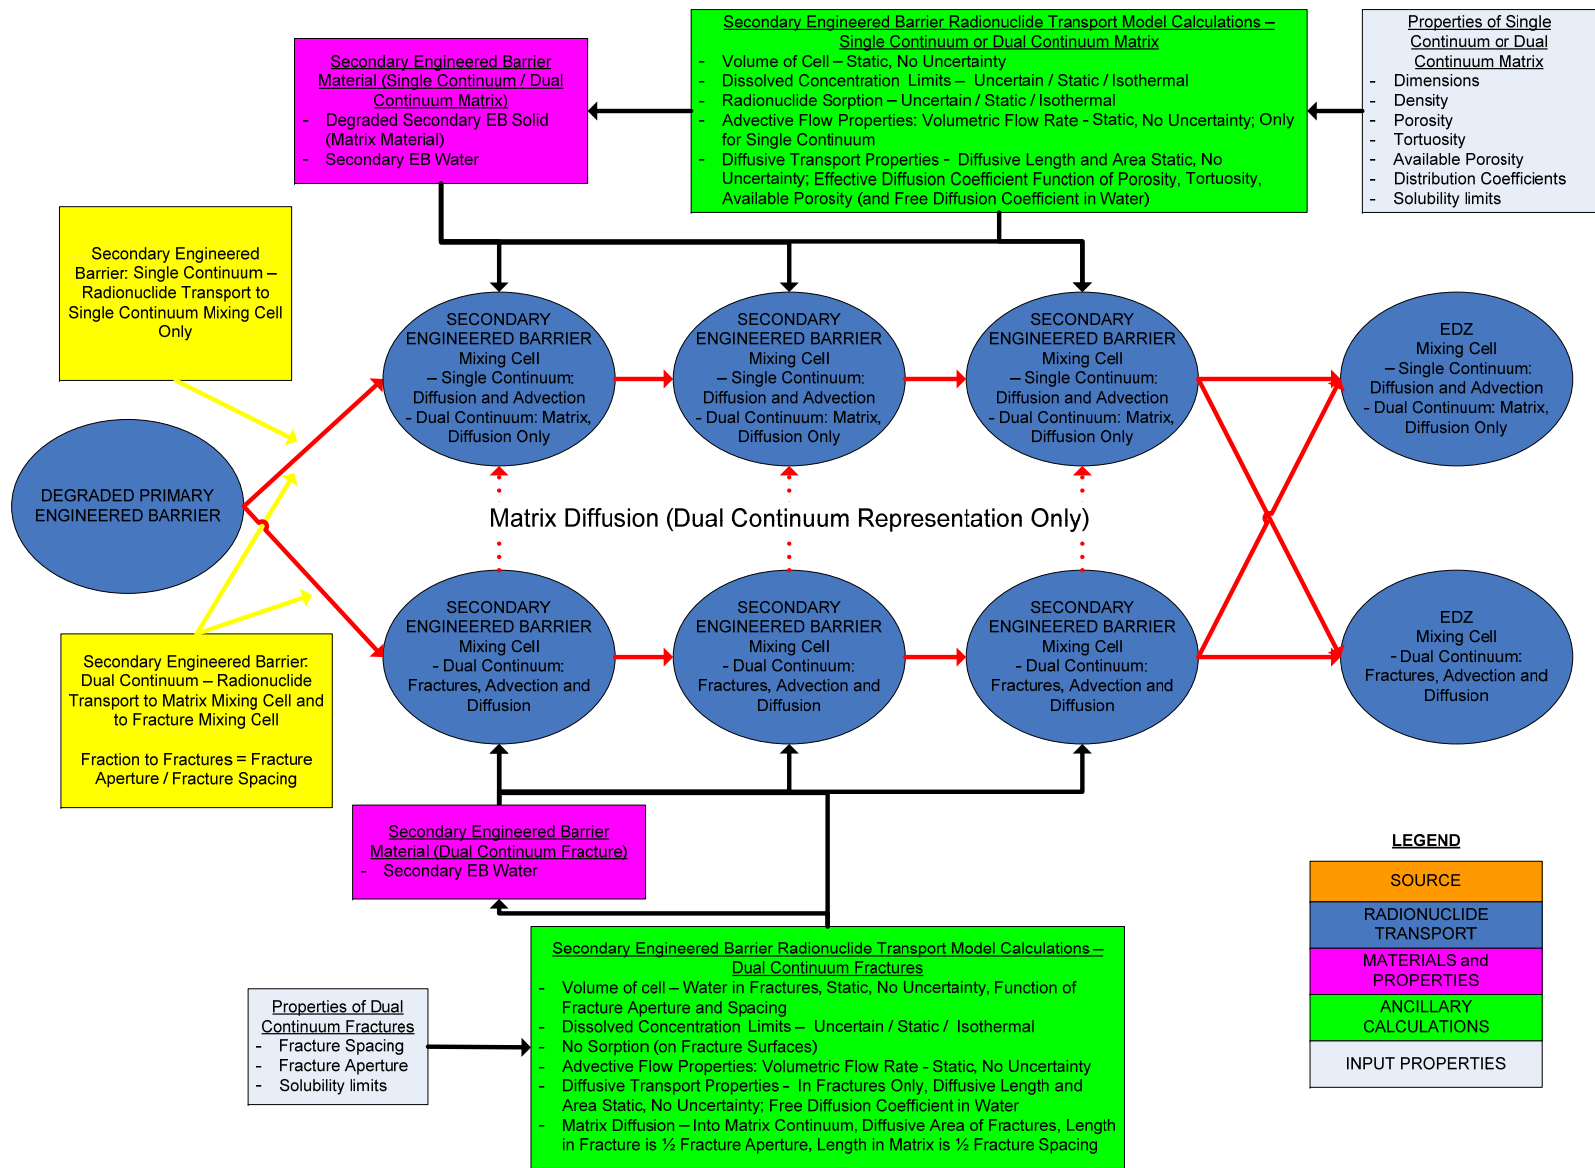 Secondary Engineered Barrier
Material (Single Continuum / Dual
Continuum Matrix)
- Degraded Secondary EB Solid
(Matrix Material)
- Secondary EB Water
Secondary Engineered Barrier Radionuclide Transport Model Calculations –
Single Continuum or Dual Continuum Matrix
- Volume of Cell – Static, No Uncertainty
- Dissolved Concentration Limits – Uncertain / Static / Isothermal
- Radionuclide Sorption – Uncertain / Static / Isothermal
- Advective Flow Properties: Volumetric Flow Rate - Static, No Uncertainty; Only
for Single Continuum
- Diffusive Transport Properties - Diffusive Length and Area Static, No
Uncertainty; Effective Diffusion Coefficient Function of Porosity, Tortuosity,
Available Porosity (and Free Diffusion Coefficient in Water)
Properties of Single
Continuum or Dual
Continuum Matrix
- Dimensions
- Density
- Porosity
- Tortuosity
- Available Porosity
- Distribution Coefficients
- Solubility limits
Secondary Engineered
Barrier: Single Continuum –
Radionuclide Transport to
Single Continuum Mixing Cell
Only
SECONDARY
ENGINEERED BARRIER
Mixing Cell
– Single Continuum:
Diffusion and Advection
- Dual Continuum: Matrix,
Diffusion Only
SECONDARY
ENGINEERED BARRIER
Mixing Cell
– Single Continuum:
Diffusion and Advection
- Dual Continuum: Matrix,
Diffusion Only
SECONDARY
ENGINEERED BARRIER
Mixing Cell
– Single Continuum:
Diffusion and Advection
- Dual Continuum: Matrix,
Diffusion Only
EDZ
Mixing Cell
– Single Continuum:
Diffusion and Advection
- Dual Continuum: Matrix,
Diffusion Only
DEGRADED PRIMARY
ENGINEERED BARRIER
Matrix Diffusion (Dual Continuum Representation Only)
SECONDARY
ENGINEERED BARRIER
Mixing Cell
- Dual Continuum:
Fractures, Advection and
Diffusion
SECONDARY
ENGINEERED BARRIER
Mixing Cell
- Dual Continuum:
Fractures, Advection and
Diffusion
SECONDARY
ENGINEERED BARRIER
Mixing Cell
- Dual Continuum:
Fractures, Advection and
Diffusion
EDZ
Mixing Cell
- Dual Continuum:
Fractures, Advection and
Diffusion
Secondary Engineered Barrier:
Dual Continuum – Radionuclide
Transport to Matrix Mixing Cell and
to Fracture Mixing Cell
Fraction to Fractures = Fracture
Aperture / Fracture Spacing
Secondary Engineered Barrier
Material (Dual Continuum Fracture)
- Secondary EB Water
Properties of Dual
Continuum Fractures
- Fracture Spacing
- Fracture Aperture
- Solubility limits
Secondary Engineered Barrier Radionuclide Transport Model Calculations –
Dual Continuum Fractures
- Volume of cell – Water in Fractures, Static, No Uncertainty, Function of
Fracture Aperture and Spacing
- Dissolved Concentration Limits – Uncertain / Static / Isothermal
- No Sorption (on Fracture Surfaces)
- Advective Flow Properties: Volumetric Flow Rate - Static, No Uncertainty
- Diffusive Transport Properties - In Fractures Only, Diffusive Length and
Area Static, No Uncertainty; Free Diffusion Coefficient in Water
- Matrix Diffusion – Into Matrix Continuum, Diffusive Area of Fractures, Length
in Fracture is ½ Fracture Aperture, Length in Matrix is ½ Fracture Spacing
LEGEND
SOURCE
RADIONUCLIDE
TRANSPORT
MATERIALS and
PROPERTIES
ANCILLARY
CALCULATIONS
INPUT PROPERTIES